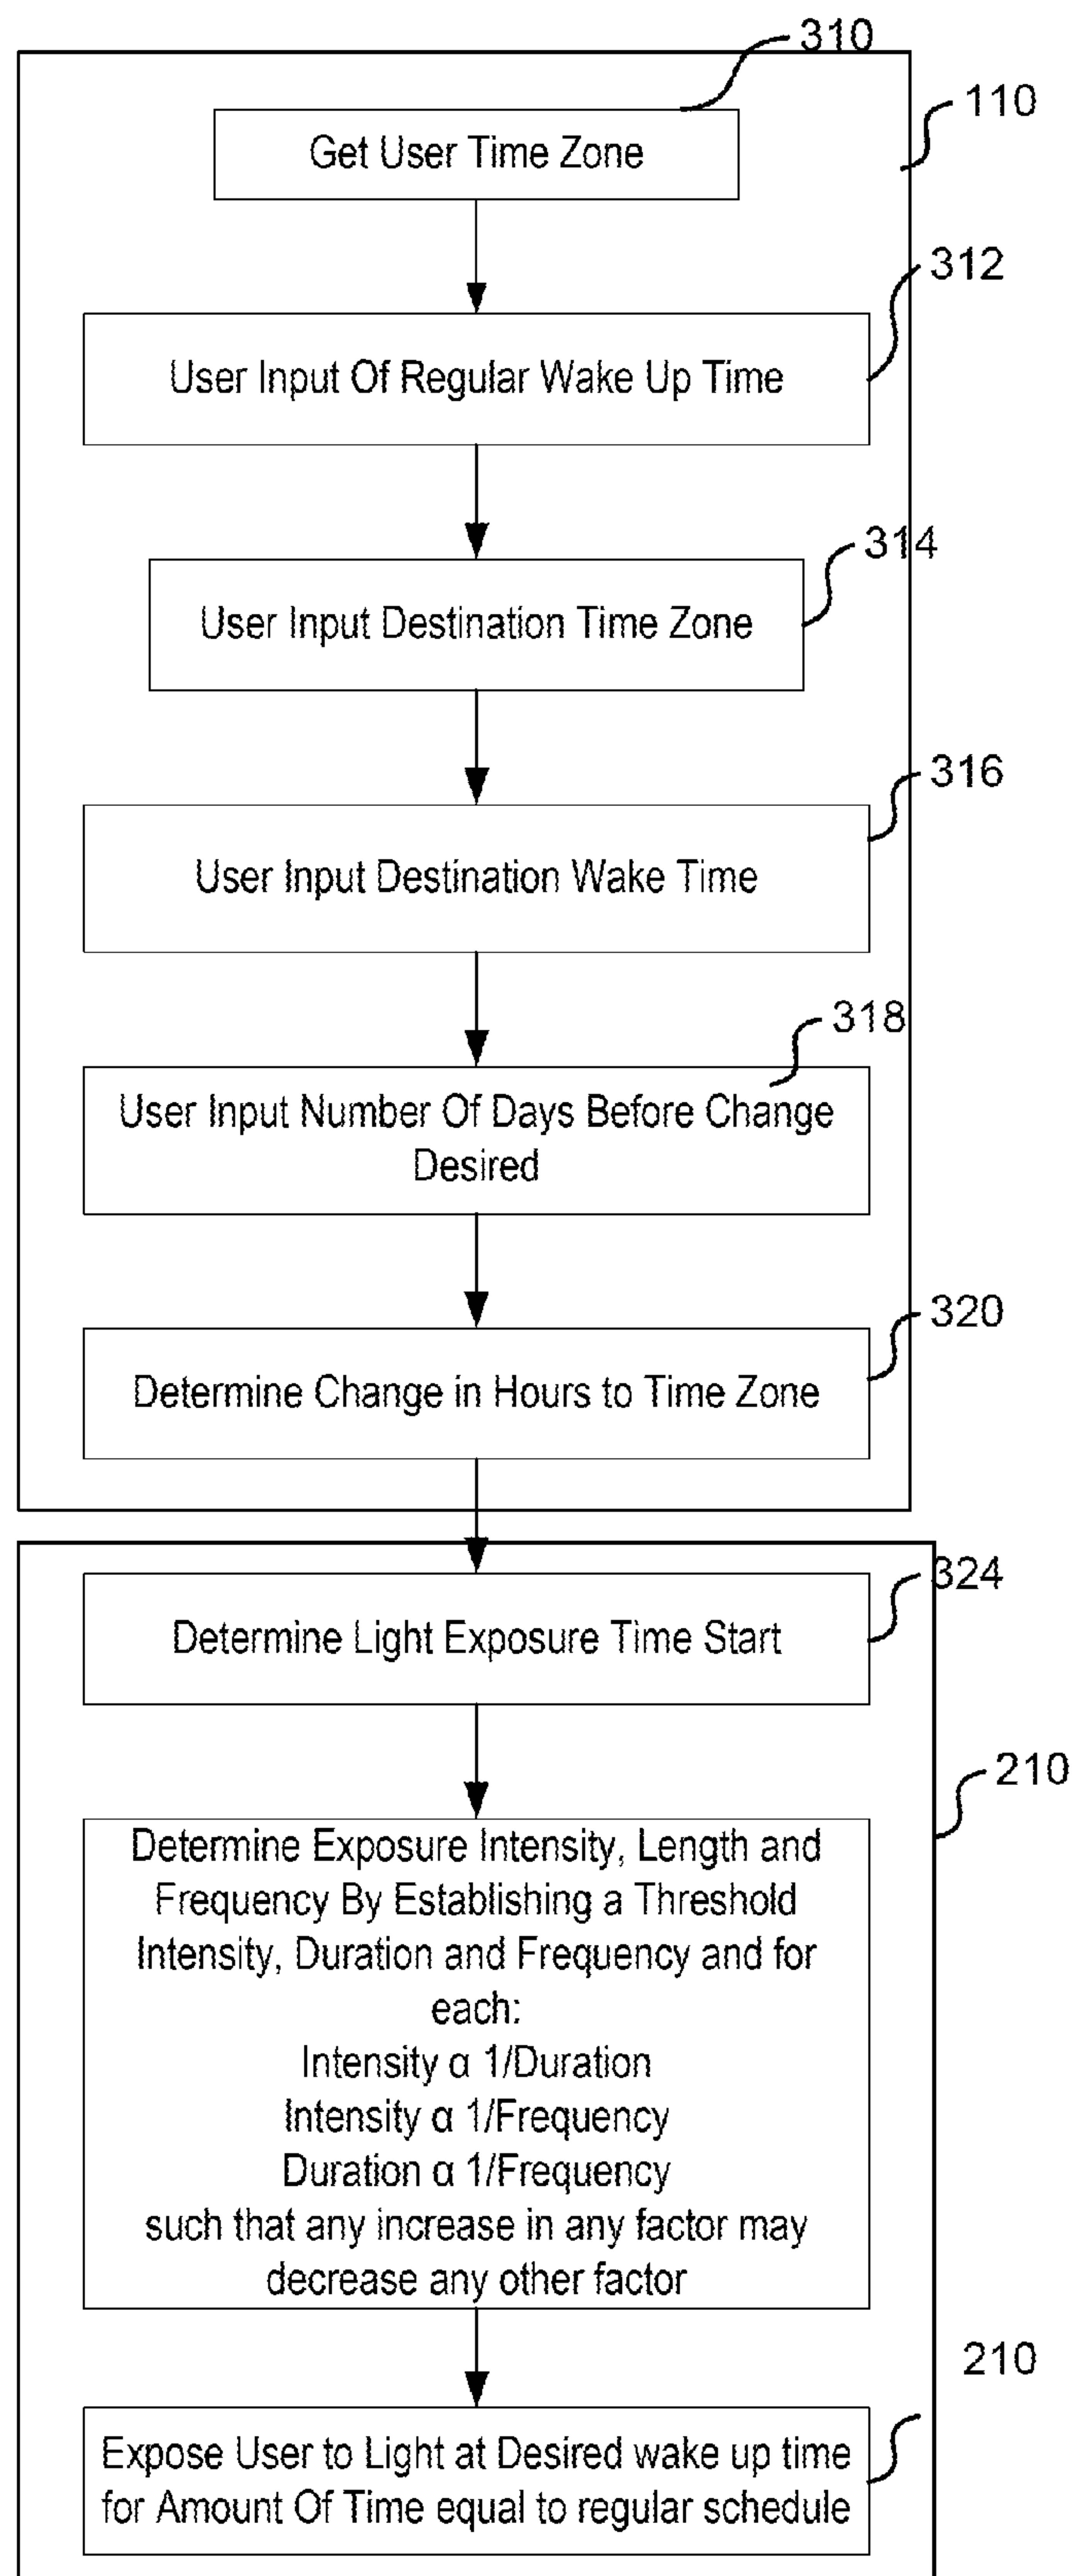 310
110
Get User Time Zone
312
User Input Of Regular Wake Up Time
314
User Input Destination Time Zone
316
User Input Destination Wake Time
318
User Input Number Of Days Before Change
Desired
320
Determine Change in Hours to Time Zone
324
Determine Light Exposure Time Start
210
Determine Exposure Intensity, Length and
Frequency By Establishing a Threshold
Intensity, Duration and Frequency and for
each:
Intensity α 1/Duration
Intensity α 1/Frequency
Duration α 1/Frequency
such that any increase in any factor may
decrease any other factor
210
Expose User to Light at Desired wake up time
for Amount Of Time equal to regular schedule